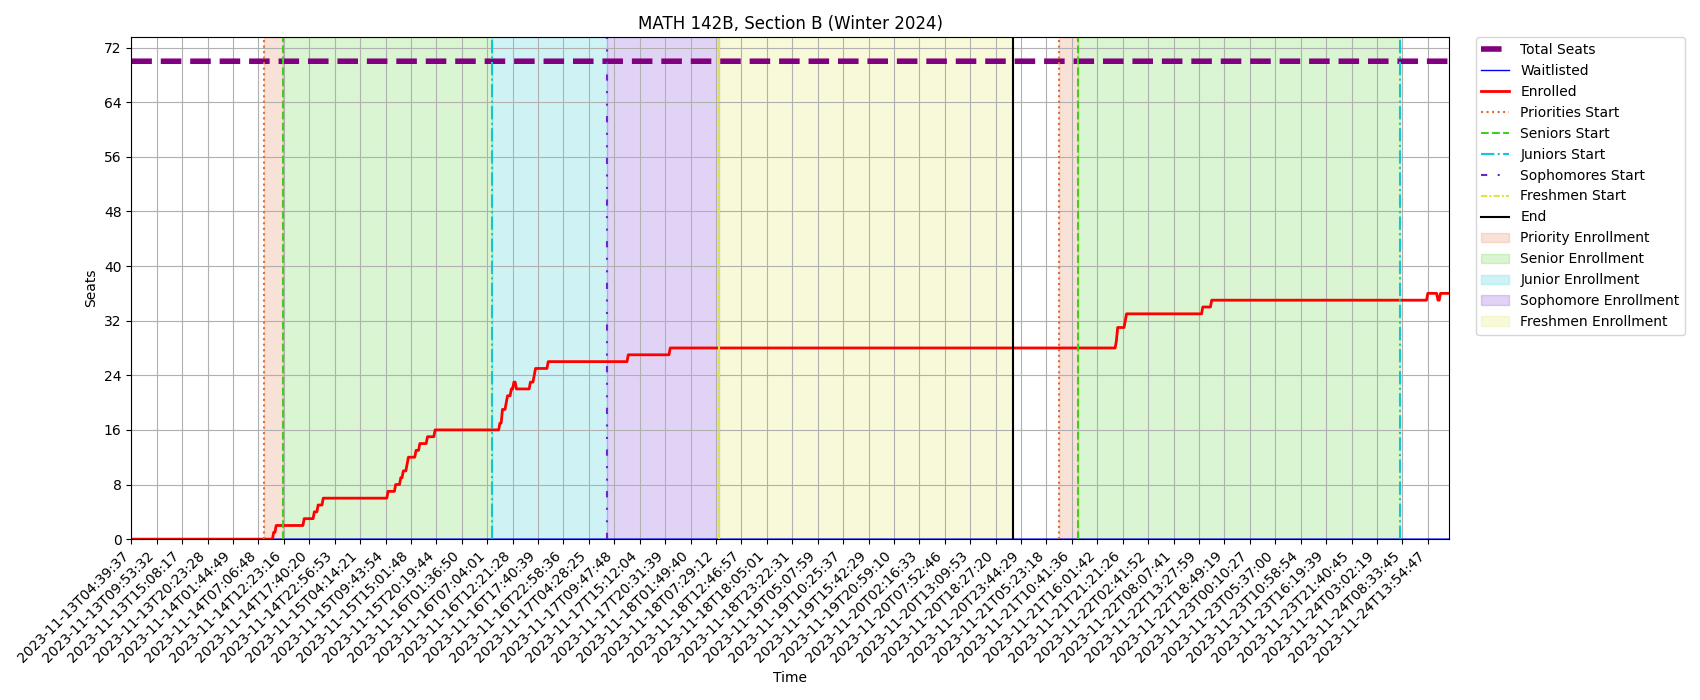 MATH 142B, Section B (Winter 2024)
Seats
72
64
56
48
40
32
24
16
8
0
2023-11-13T04:39:37
2023-11-13T09:53:32
2023-11-13T15:08:17
2023-11-13T20:23:28
2023-11-14T01:44:49
2023-11-14T07:06:48
2023-11-14T12:23:16
2023-11-14T17:40:20
2023-11-14T22:56:53
2023-11-15T04:14:21
2023-11-15T09:43:54
2023-11-15T15:01:48
2023-11-15T20:19:44
2023-11-16T01:36:50
2023-11-16T07:04:01
2023-11-16T12:21:28
2023-11-16T17:40:39
2023-11-16T22:58:36
2023-11-17T04:28:25
2023-11-17T09:47:48
2023-11-17T15:12:04
2023-11-17T20:31:39
2023-11-18T01:49:40
2023-11-18T07:29:12
2023-11-18T12:46:57
2023-11-18T18:05:01
2023-11-18T23:22:31
2023-11-19T05:07:59
2023-11-19T10:25:37
2023-11-19T15:42:29
2023-11-19T20:59:10
2023-11-20T02:16:33
2023-11-20T07:52:46
2023-11-20T13:09:53
2023-11-20T18:27:20
2023-11-20T23:44:29
2023-11-21T05:23:18
2023-11-21T10:41:36
2023-11-21T16:01:42
2023-11-21T21:21:26
2023-11-22T02:41:52
2023-11-22T08:07:41
2023-11-22T13:27:59
2023-11-22T18:49:19
2023-11-23T00:10:27
2023-11-23T05:37:00
2023-11-23T10:58:54
2023-11-23T16:19:39
2023-11-23T21:40:45
2023-11-24T03:02:19
2023-11-24T08:33:45
2023-11-24T13:54:47
Time
Total Seats
Waitlisted
Enrolled
Priorities Start
Seniors Start
Juniors Start
Sophomores Start
Freshmen Start
End
Priority Enrollment
Senior Enrollment
Junior Enrollment
Sophomore Enrollment
Freshmen Enrollment